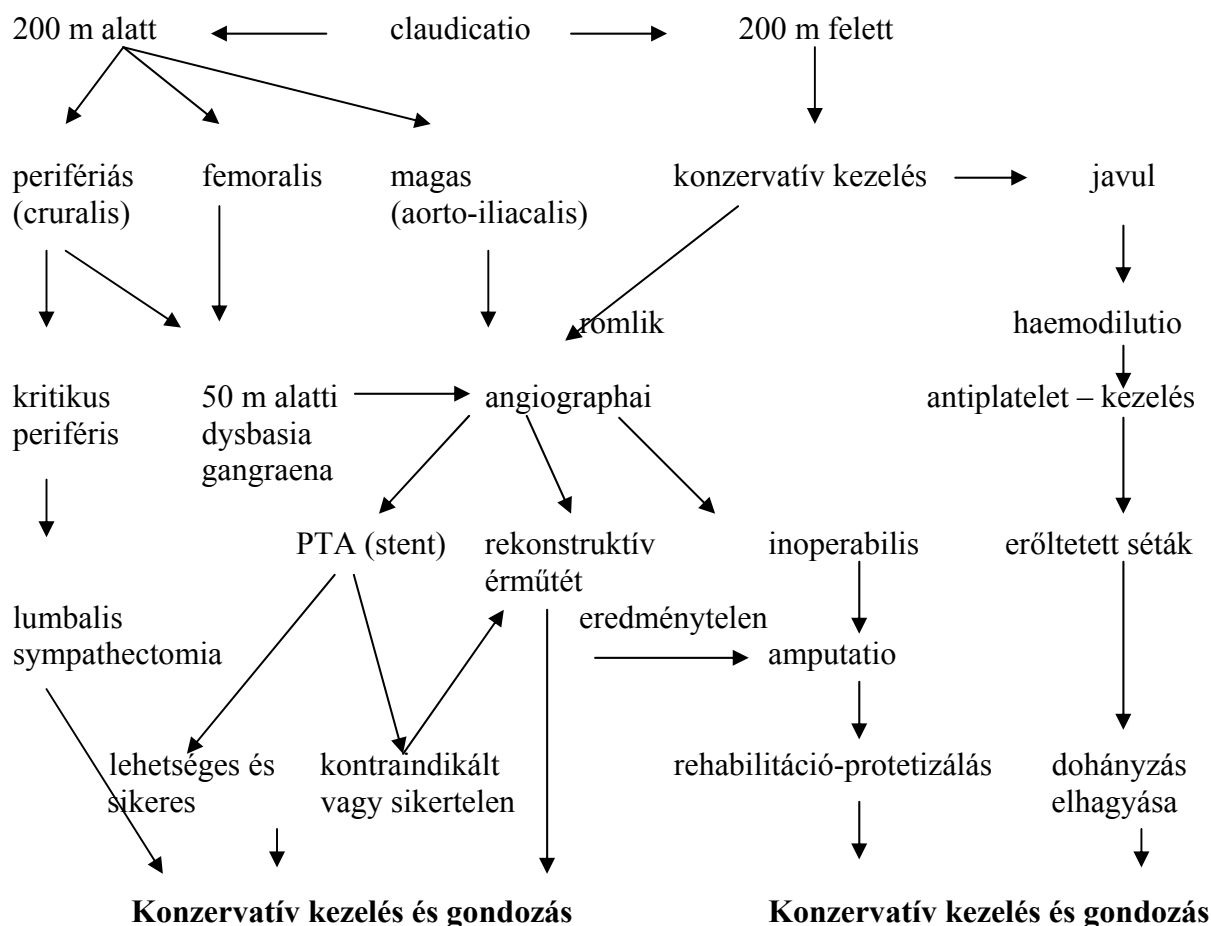 200 m alatt claudicatio 200 m felett
perifériás femoralis magas konzervatív kezelés javul
(cruralis) (aorto-iliacalis)
romlik haemodilutio
kritikus 50 m alatti angiographai antiplatelet – kezelés
periféris dysbasia
gangraena
PTA (stent) rekonstruktív inoperabilis erőltetett séták
érműtét
lumbalis eredménytelen
sympathectomia amputatio
lehetséges és kontraindikált rehabilitáció-protetizálás dohányzás
sikeres vagy sikertelen elhagyása
Konzervatív kezelés és gondozás Konzervatív kezelés és gondozás